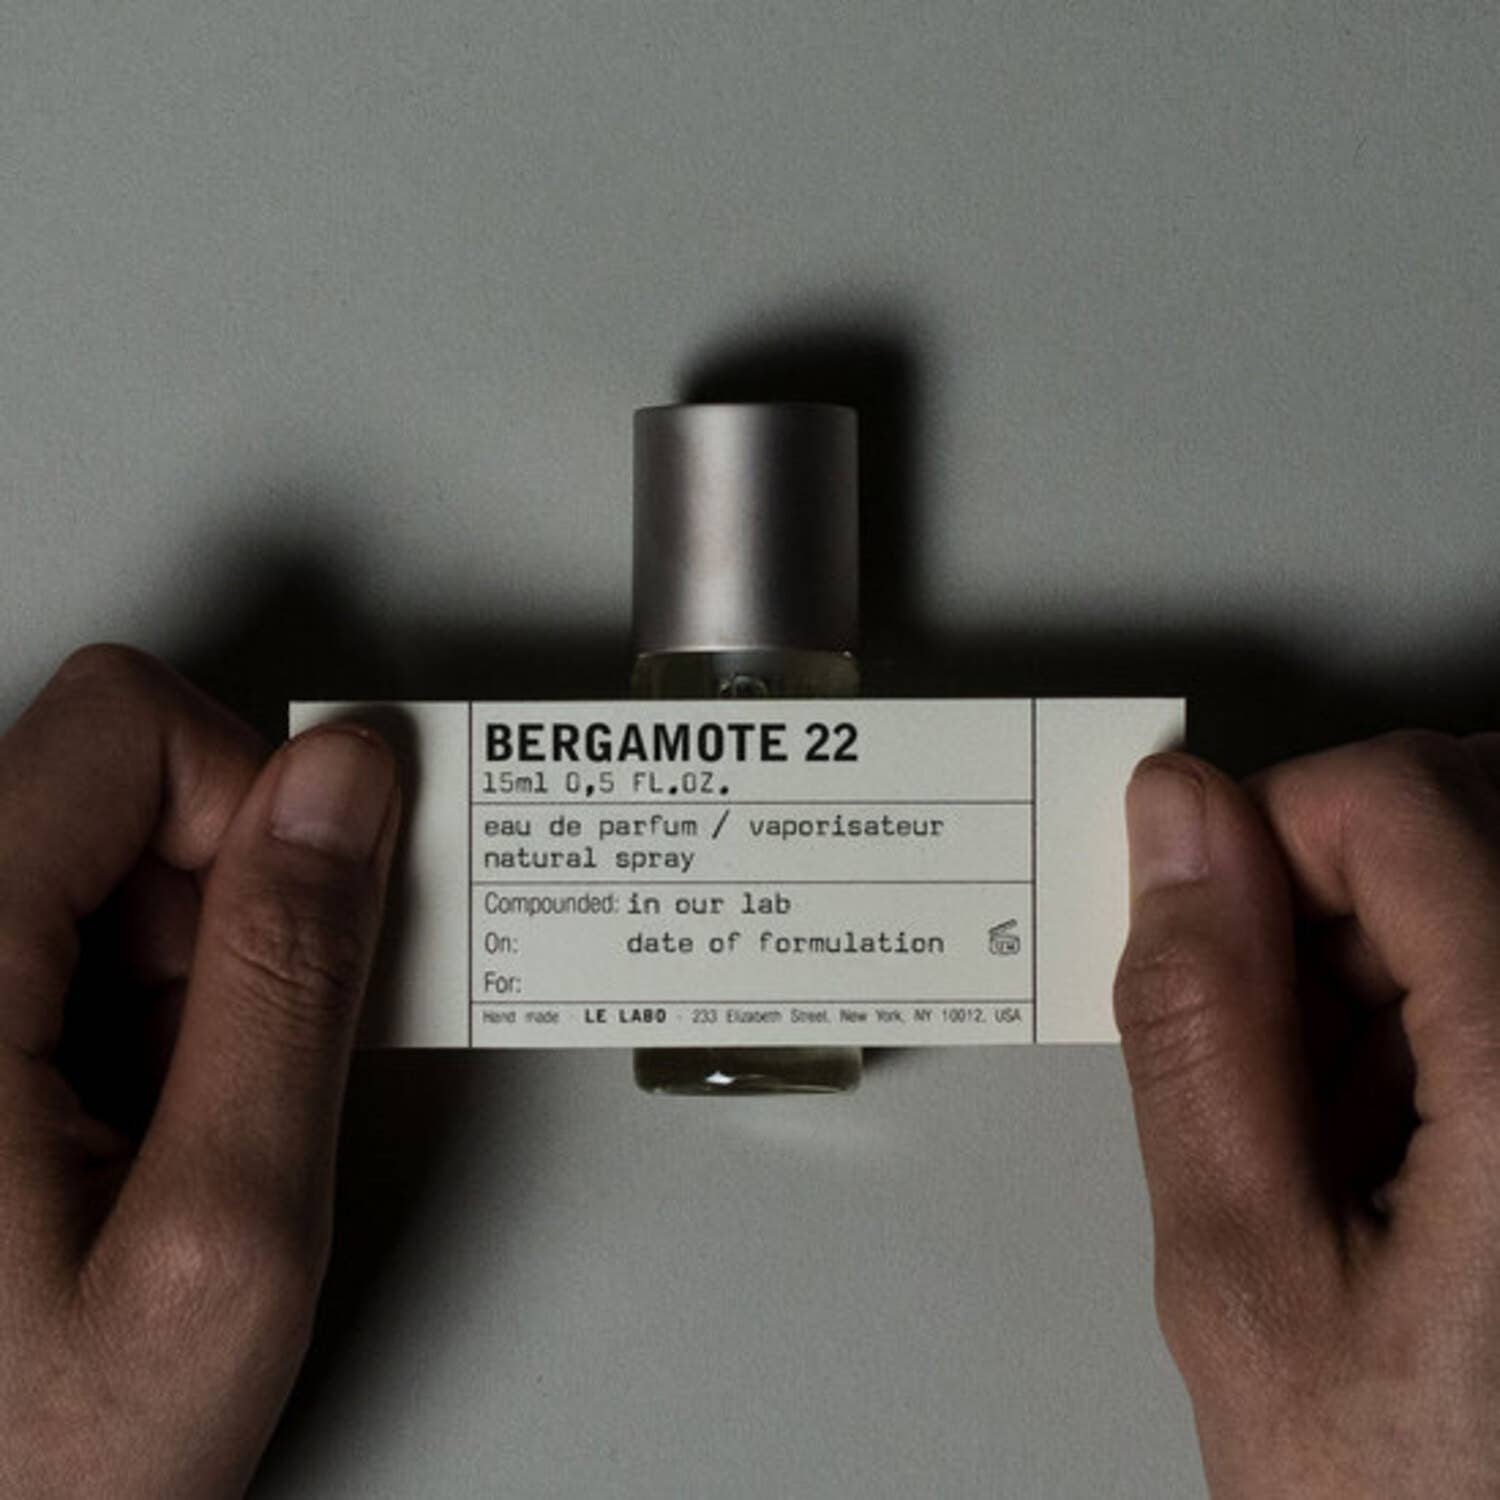 BERGAMOTE 22
15ml 0,5 FL.OZ.
eau de parfum / vaporisateur
natural spray
Compounded: in our lab
On: date of formulation
For:
Hand made · LE LABO · 233 Elizabeth Street, New York, NY 10012, USA